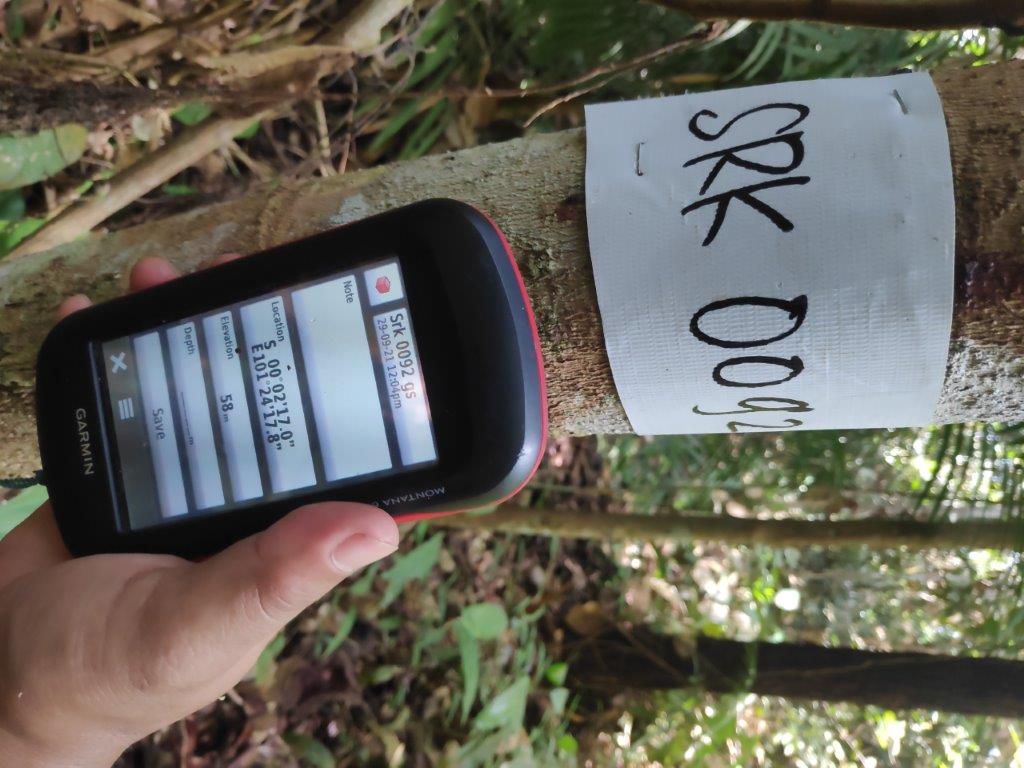 SRK 0092
MONTANA
Srk 0092 gs
29-09-21 12:04pm
Note
Location
S 00°02'17.0"
E101°24'17.8"
Elevation
58 m
Depth
_____m
Save
GARMIN